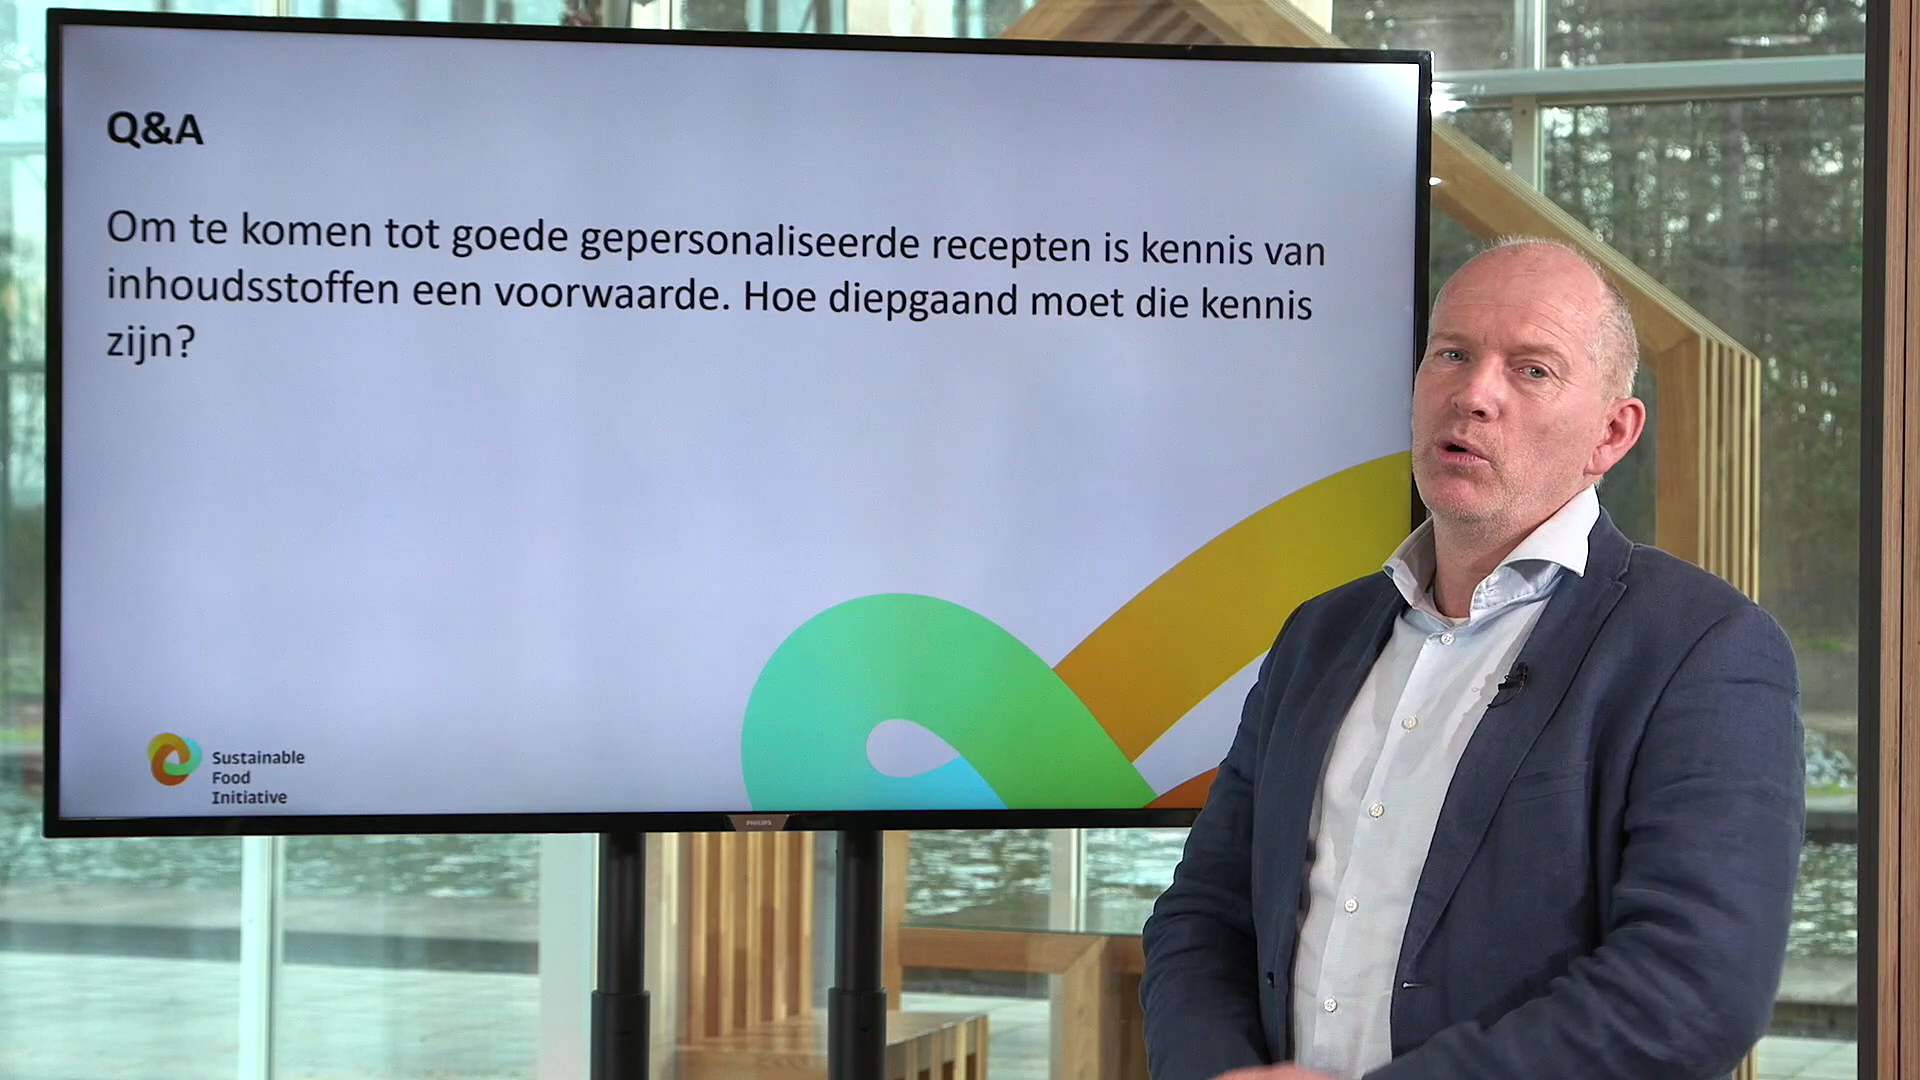 Q&A
Om te komen tot goede gepersonaliseerde recepten is kennis van
inhoudsstoffen een voorwaarde. Hoe diepgaand moet die kennis
zijn?
Sustainable
Food
Initiative
PHILIPS